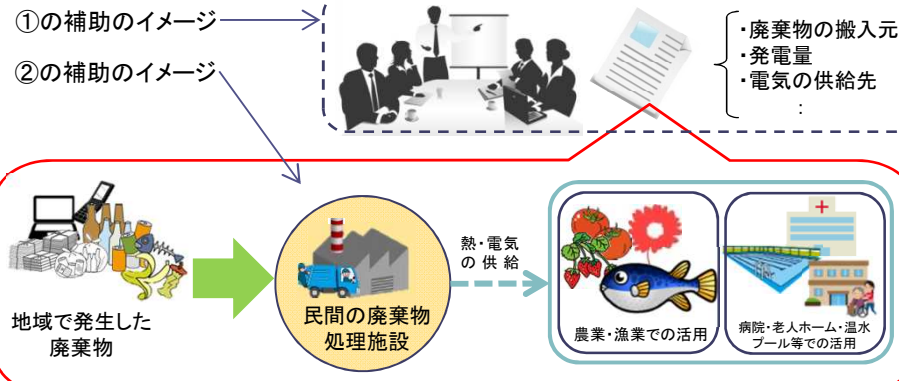 ①の補助のイメージ
②の補助のイメージ
・廃棄物の搬入元
・発電量
・電気の供給先
:
地域で発生した
廃棄物
民間の廃棄物
処理施設
熱・電気
の供給
農業・漁業での活用
病院・老人ホーム・温水
プール等での活用